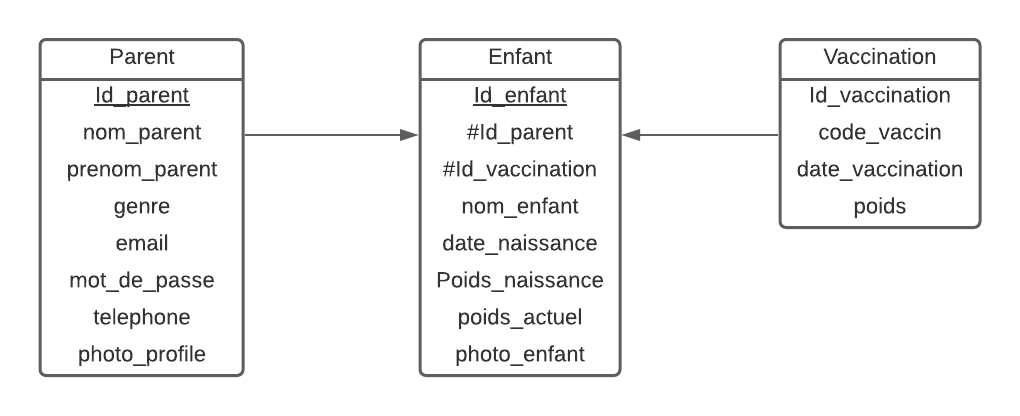 Parent
Id_parent
nom_parent
prenom_parent
genre
email
mot_de_passe
telephone
photo_profile
Enfant
Id_enfant
#Id_parent
#Id_vaccination
nom_enfant
date_naissance
Poids_naissance
poids_actuel
photo_enfant
Vaccination
Id_vaccination
code_vaccin
date_vaccination
poids